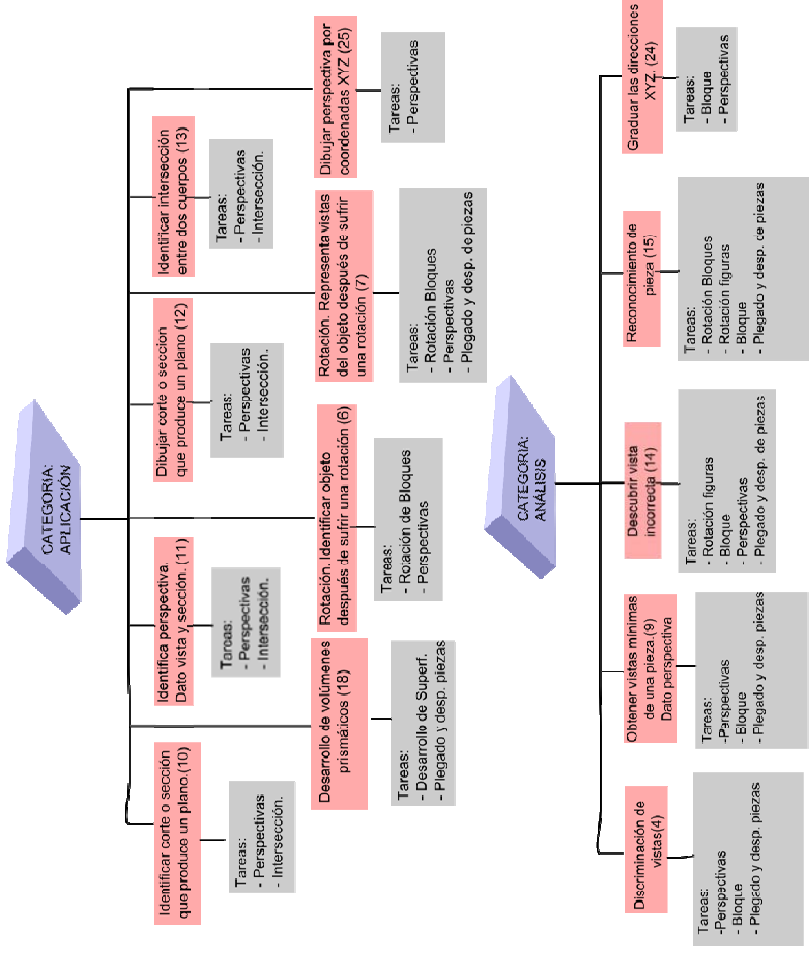 CATEGORIA:
APLICACIÓN
Identificar corte o sección
que produce un plano.(10)
Tareas:
- Perspectivas
- Intersección.
Identifica perspectiva.
Dato vista y sección. (11)
Tareas:
- Perspectivas
- Intersección.
Dibujar corte o sección
que produce un plano (12)
Tareas:
- Perspectivas
- Intersección.
Identificar intersección
entre dos cuerpos (13)
Tareas:
- Perspectivas
- Intersección.
Desarrollo de volúmenes
prismáticos (18)
Tareas:
- Desarrollo de Superf.
- Plegado y desp. piezas
Rotación. Identificar objeto
después de sufrir una rotación (6)
Tareas:
- Rotación de Bloques
- Perspectivas
Rotación. Representa vistas
del objeto después de sufrir
una rotación (7)
Tareas:
- Rotación Bloques
- Perspectivas
- Plegado y desp. de piezas
Dibujar perspectiva por
coordenadas XYZ (25)
Tareas:
- Perspectivas
CATEGORIA:
ANÁLISIS
Discriminación de
vistas(4)
Tareas:
-Perspectivas
- Bloque
- Plegado y desp. piezas
Obtener vistas mínimas
de una pieza.(9)
Dato perspectiva
Tareas:
-Perspectivas
- Bloque
- Plegado y desp. piezas
Descubrir vista
incorrecta (14)
Tareas:
- Rotación figuras
- Bloque
- Perspectivas
- Plegado y desp. de piezas
Reconocimiento de
pieza (15)
Tareas:
- Rotación Bloques
- Rotación figuras
- Bloque
- Plegado y desp. de piezas
Graduar las direcciones
XYZ. (24)
Tareas:
- Bloque
- Perspectivas